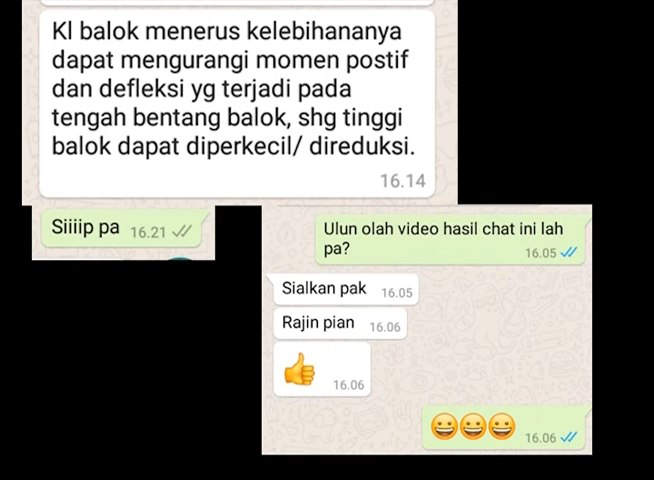 Kl balok menerus kelebihananya
dapat mengurangi momen postif
dan defleksi yg terjadi pada
tengah bentang balok, shg tinggi
balok dapat diperkecil/ direduksi.
16.14
Siiiip pa 16.21
Ulun olah video hasil chat ini lah
pa? 16.05
Sialkan pak 16.05
Rajin pian 16.06
16.06
16.06